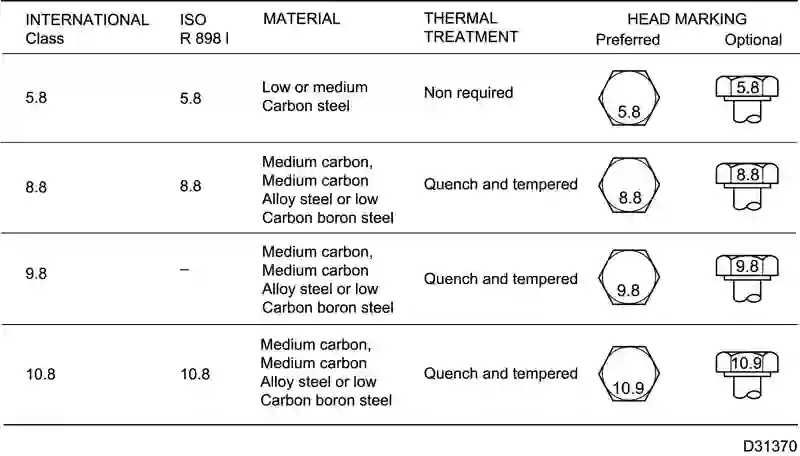 INTERNATIONAL ISO MATERIAL THERMAL HEAD MARKING
Class R 898 I TREATMENT Preferred Optional
5.8 5.8 Low or medium Non required 5.8 5.8
Carbon steel
Medium carbon,
8.8 8.8 Medium carbon Quench and tempered 8.8 8.8
Alloy steel or low
Carbon boron steel
Medium carbon,
9.8 – Medium carbon Quench and tempered 9.8 9.8
Alloy steel or low
Carbon boron steel
Medium carbon,
Medium carbon
10.8 10.8 Alloy steel or low Quench and tempered 10.9 10.9
Carbon boron steel
D31370